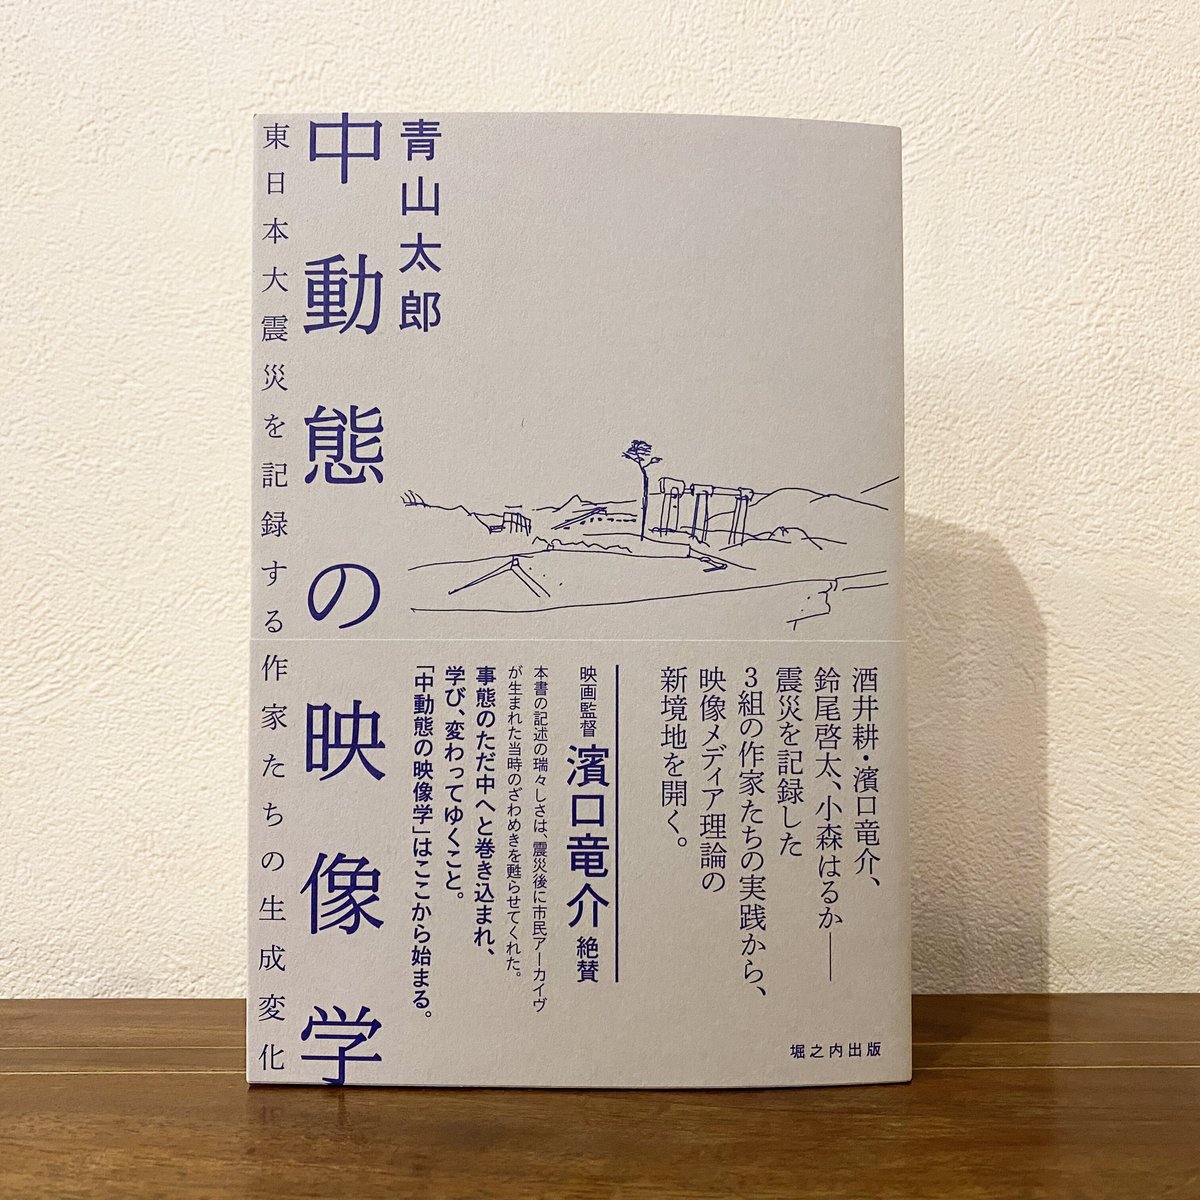 青山太郎
中動態の映像学
東日本大震災を記録する作家たちの生成変化
酒井耕・濱口竜介、
鈴尾啓太、小森はるか――
震災を記録した
3組の作家たちの実践から、
映像メディア理論の
新境地を開く。
映画監督 濱口竜介 絶賛
本書の記述の瑞々しさは、震災後に市民アーカイヴ
が生まれた当時のざわめきを甦らせてくれた。
事態のただ中へと巻き込まれ、
学び、変わってゆくこと。
「中動態の映像学」はここから始まる。
堀之内出版